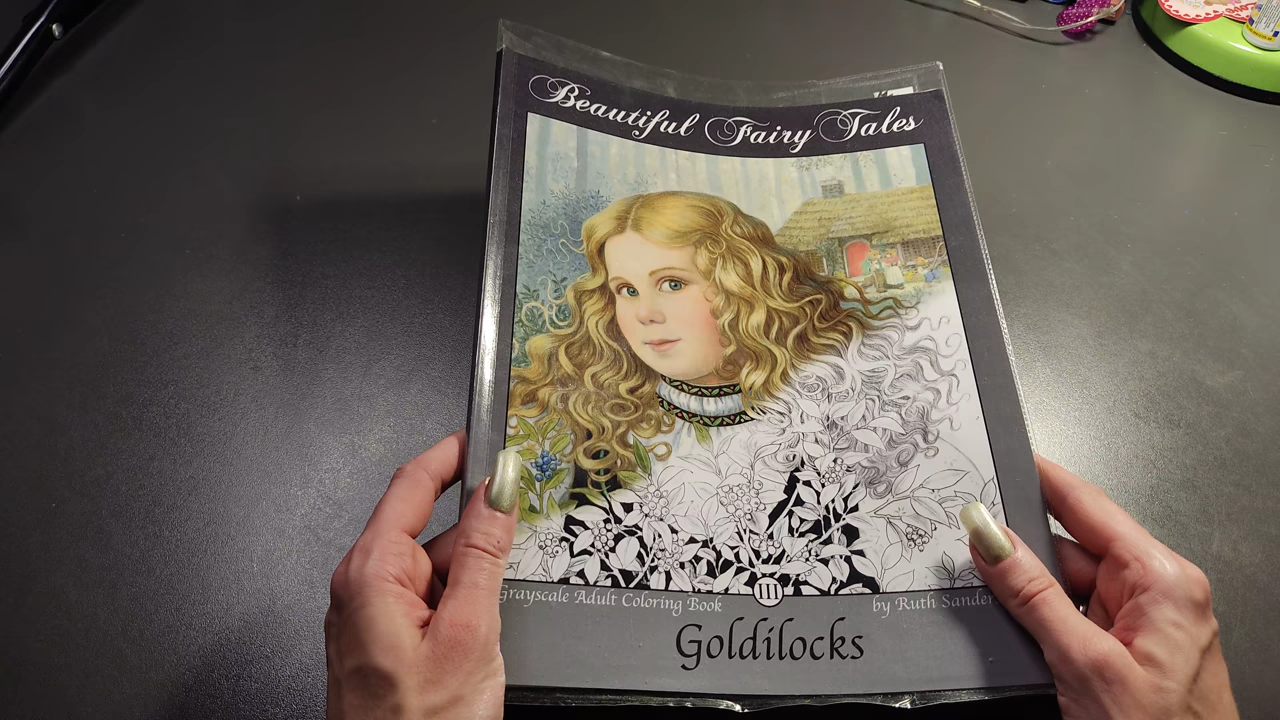 Beautiful Fairy Tales
III
Grayscale Adult Coloring Book
by Ruth Sander
Goldilocks